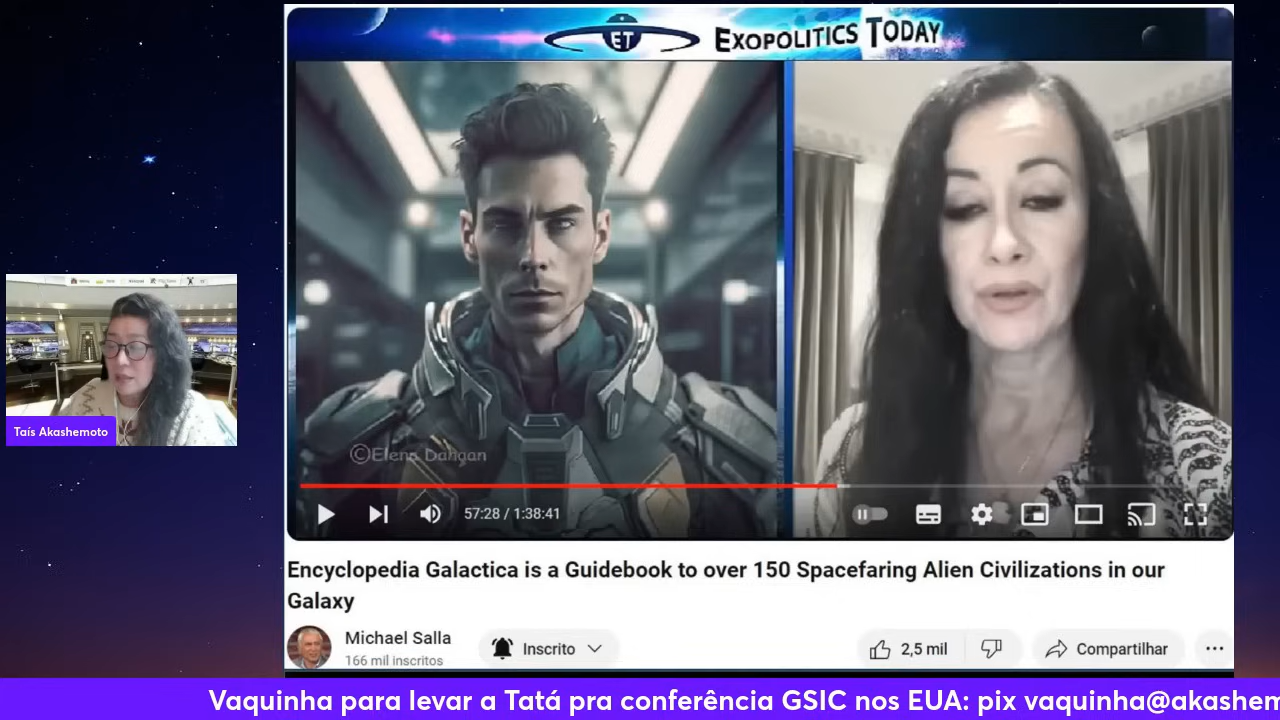 ET
EXOPOLITICS TODAY
©Elena Danaan
57:28 / 1:38:41
Encyclopedia Galactica is a Guidebook to over 150 Spacefaring Alien Civilizations in our
Galaxy
Michael Salla
166 mil inscritos
Inscrito
2,5 mil
Compartilhar
Taís Akashemoto
Vaquinha para levar a Tatá pra conferência GSIC nos EUA: pix vaquinha@akashem